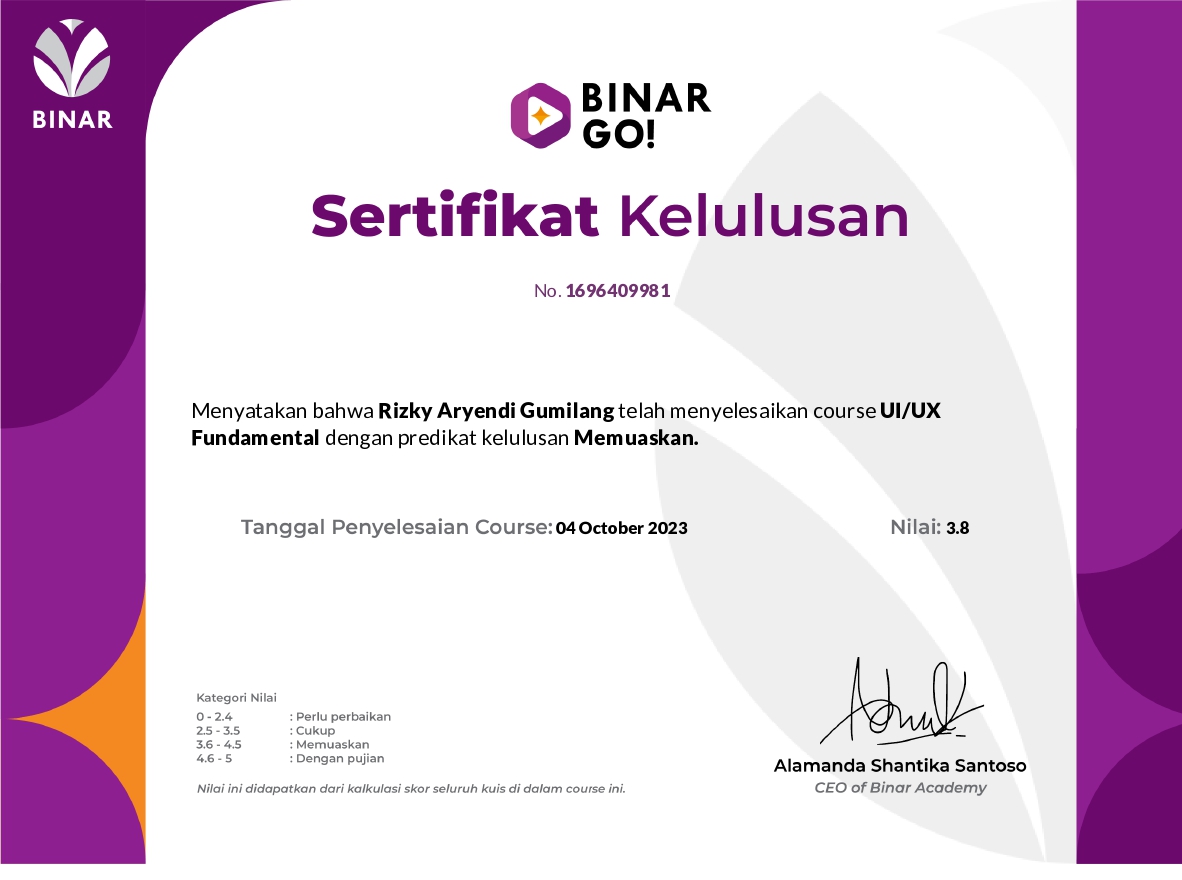 BINAR
BINAR
GO!
Sertifikat Kelulusan
No. 1696409981
Menyatakan bahwa Rizky Aryendi Gumilang telah menyelesaikan course UI/UX
Fundamental dengan predikat kelulusan Memuaskan.
Tanggal Penyelesaian Course: 04 October 2023 Nilai: 3.8
Kategori Nilai
0 - 2.4 : Perlu perbaikan
2.5 - 3.5 : Cukup
3.6 - 4.5 : Memuaskan
4.6 - 5 : Dengan pujian
Nilai ini didapatkan dari kalkulasi skor seluruh kuis di dalam course ini.
Alamanda Shantika Santoso
CEO of Binar Academy